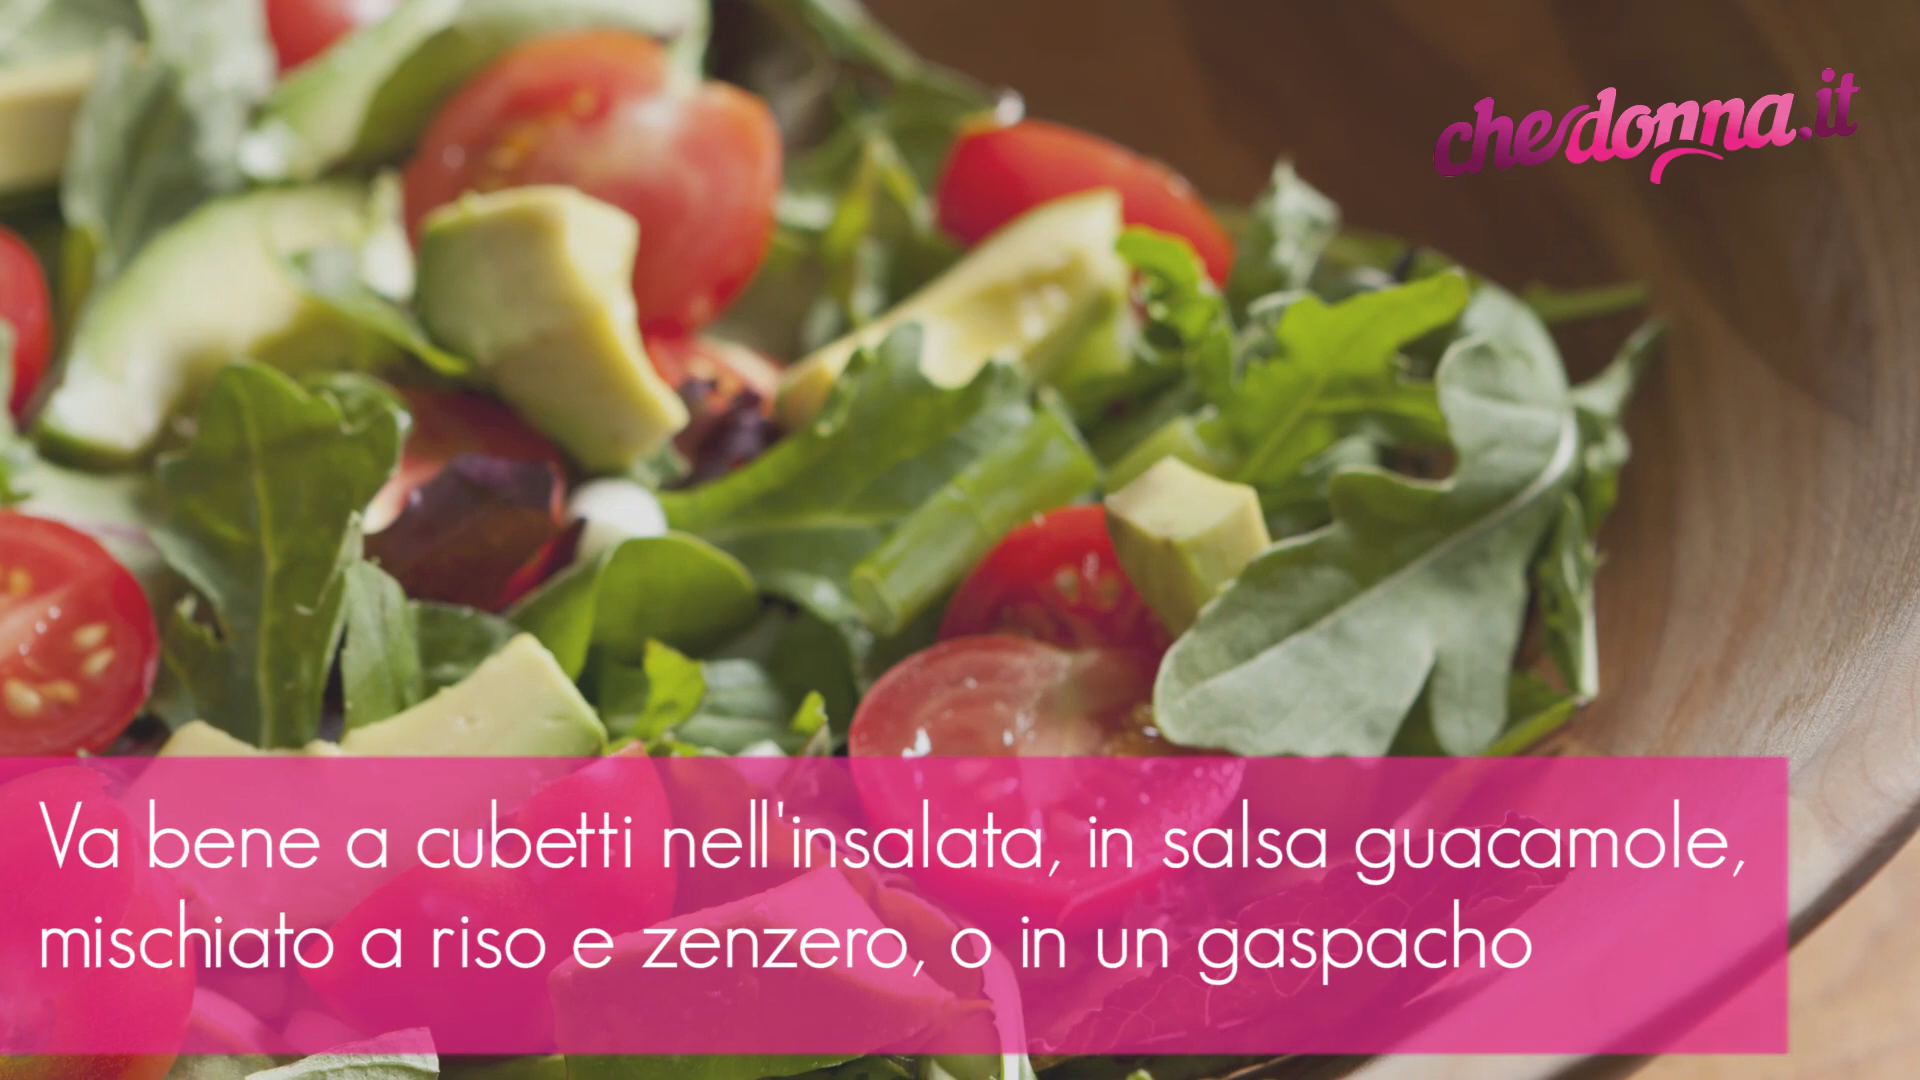 chedonna.it
Va bene a cubetti nell'insalata, in salsa guacamole,
mischiato a riso e zenzero, o in un gaspacho